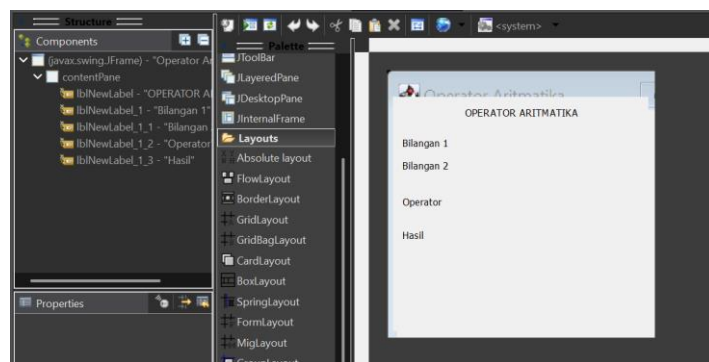 Structure
Components
(javax.swing.JFrame) - "Operator Ar
contentPane
lblNewLabel - "OPERATOR A
lblNewLabel_1 - "Bilangan 1"
lblNewLabel_1_1 - "Bilangan
lblNewLabel_1_2 - "Operator
lblNewLabel_1_3 - "Hasil"
Properties
<system>
Palette
JToolBar
JLayeredPane
JDesktopPane
JInternalFrame
Layouts
Absolute layout
FlowLayout
BorderLayout
GridLayout
GridBagLayout
CardLayout
BoxLayout
SpringLayout
FormLayout
MigLayout
GroupLayout
Operator Aritmatika
OPERATOR ARITMATIKA
Bilangan 1
Bilangan 2
Operator
Hasil